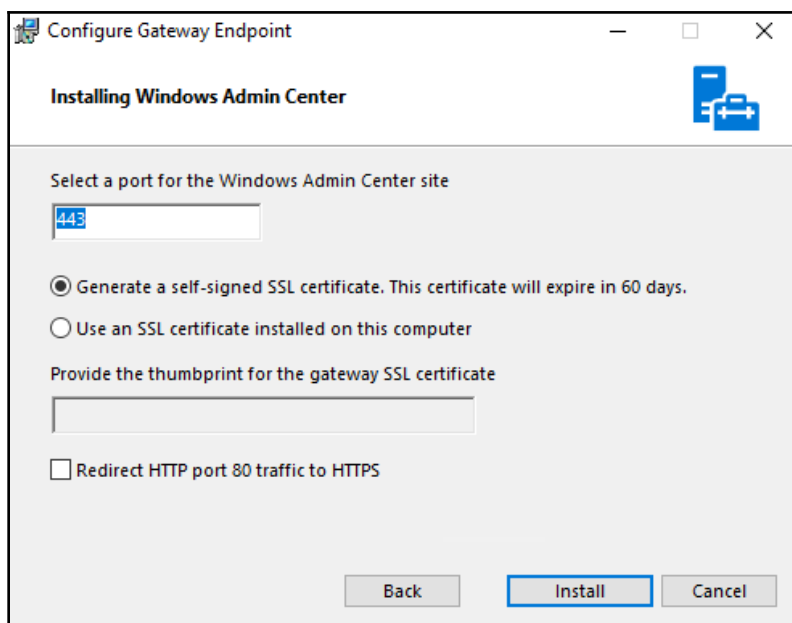 Configure Gateway Endpoint
Installing Windows Admin Center
Select a port for the Windows Admin Center site
443
Generate a self-signed SSL certificate. This certificate will expire in 60 days.
Use an SSL certificate installed on this computer
Provide the thumbprint for the gateway SSL certificate
Redirect HTTP port 80 traffic to HTTPS
Back Install Cancel